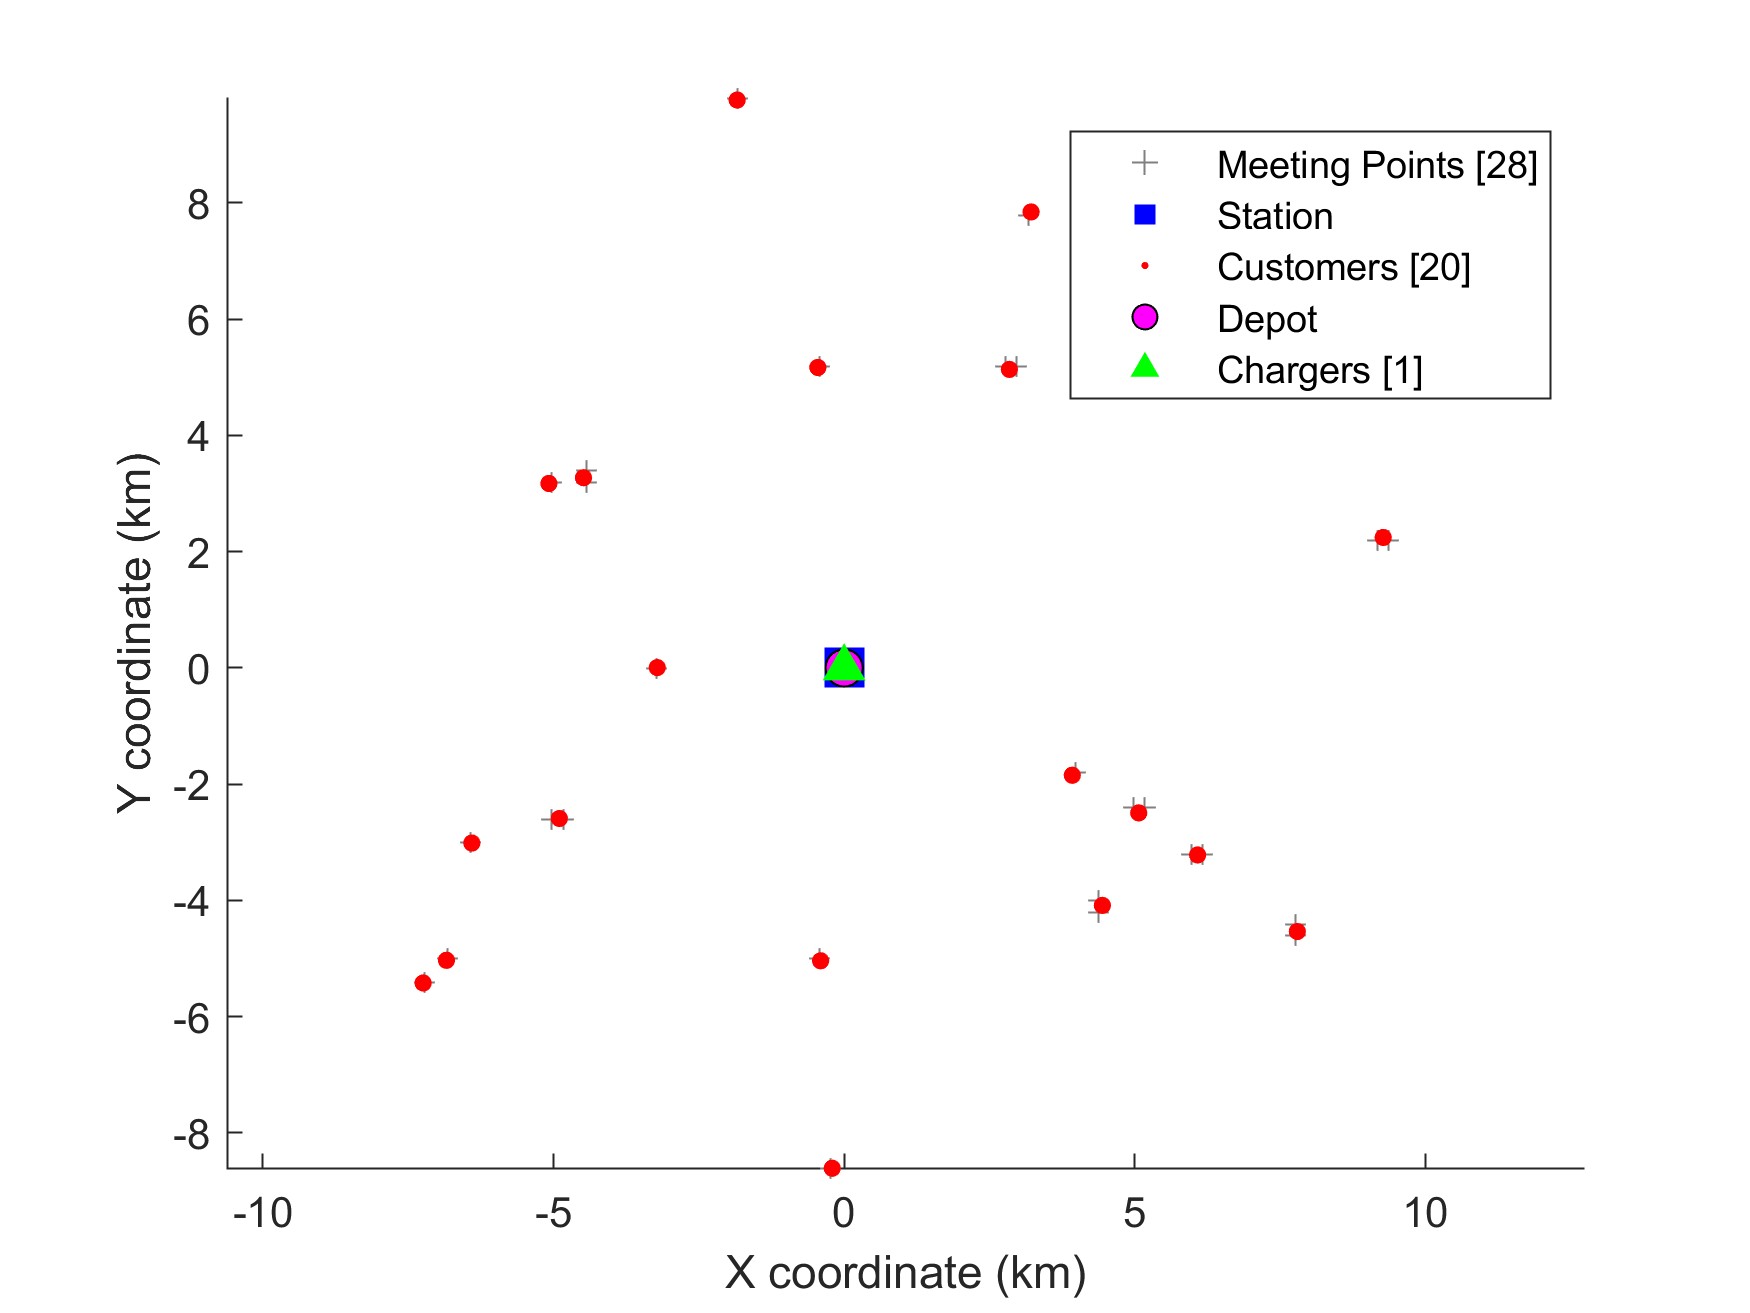 Meeting Points [28]
Station
Customers [20]
Depot
Chargers [1]
8
6
4
2
0
-2
-4
-6
-8
Y coordinate (km)
-10 -5 0 5 10
X coordinate (km)